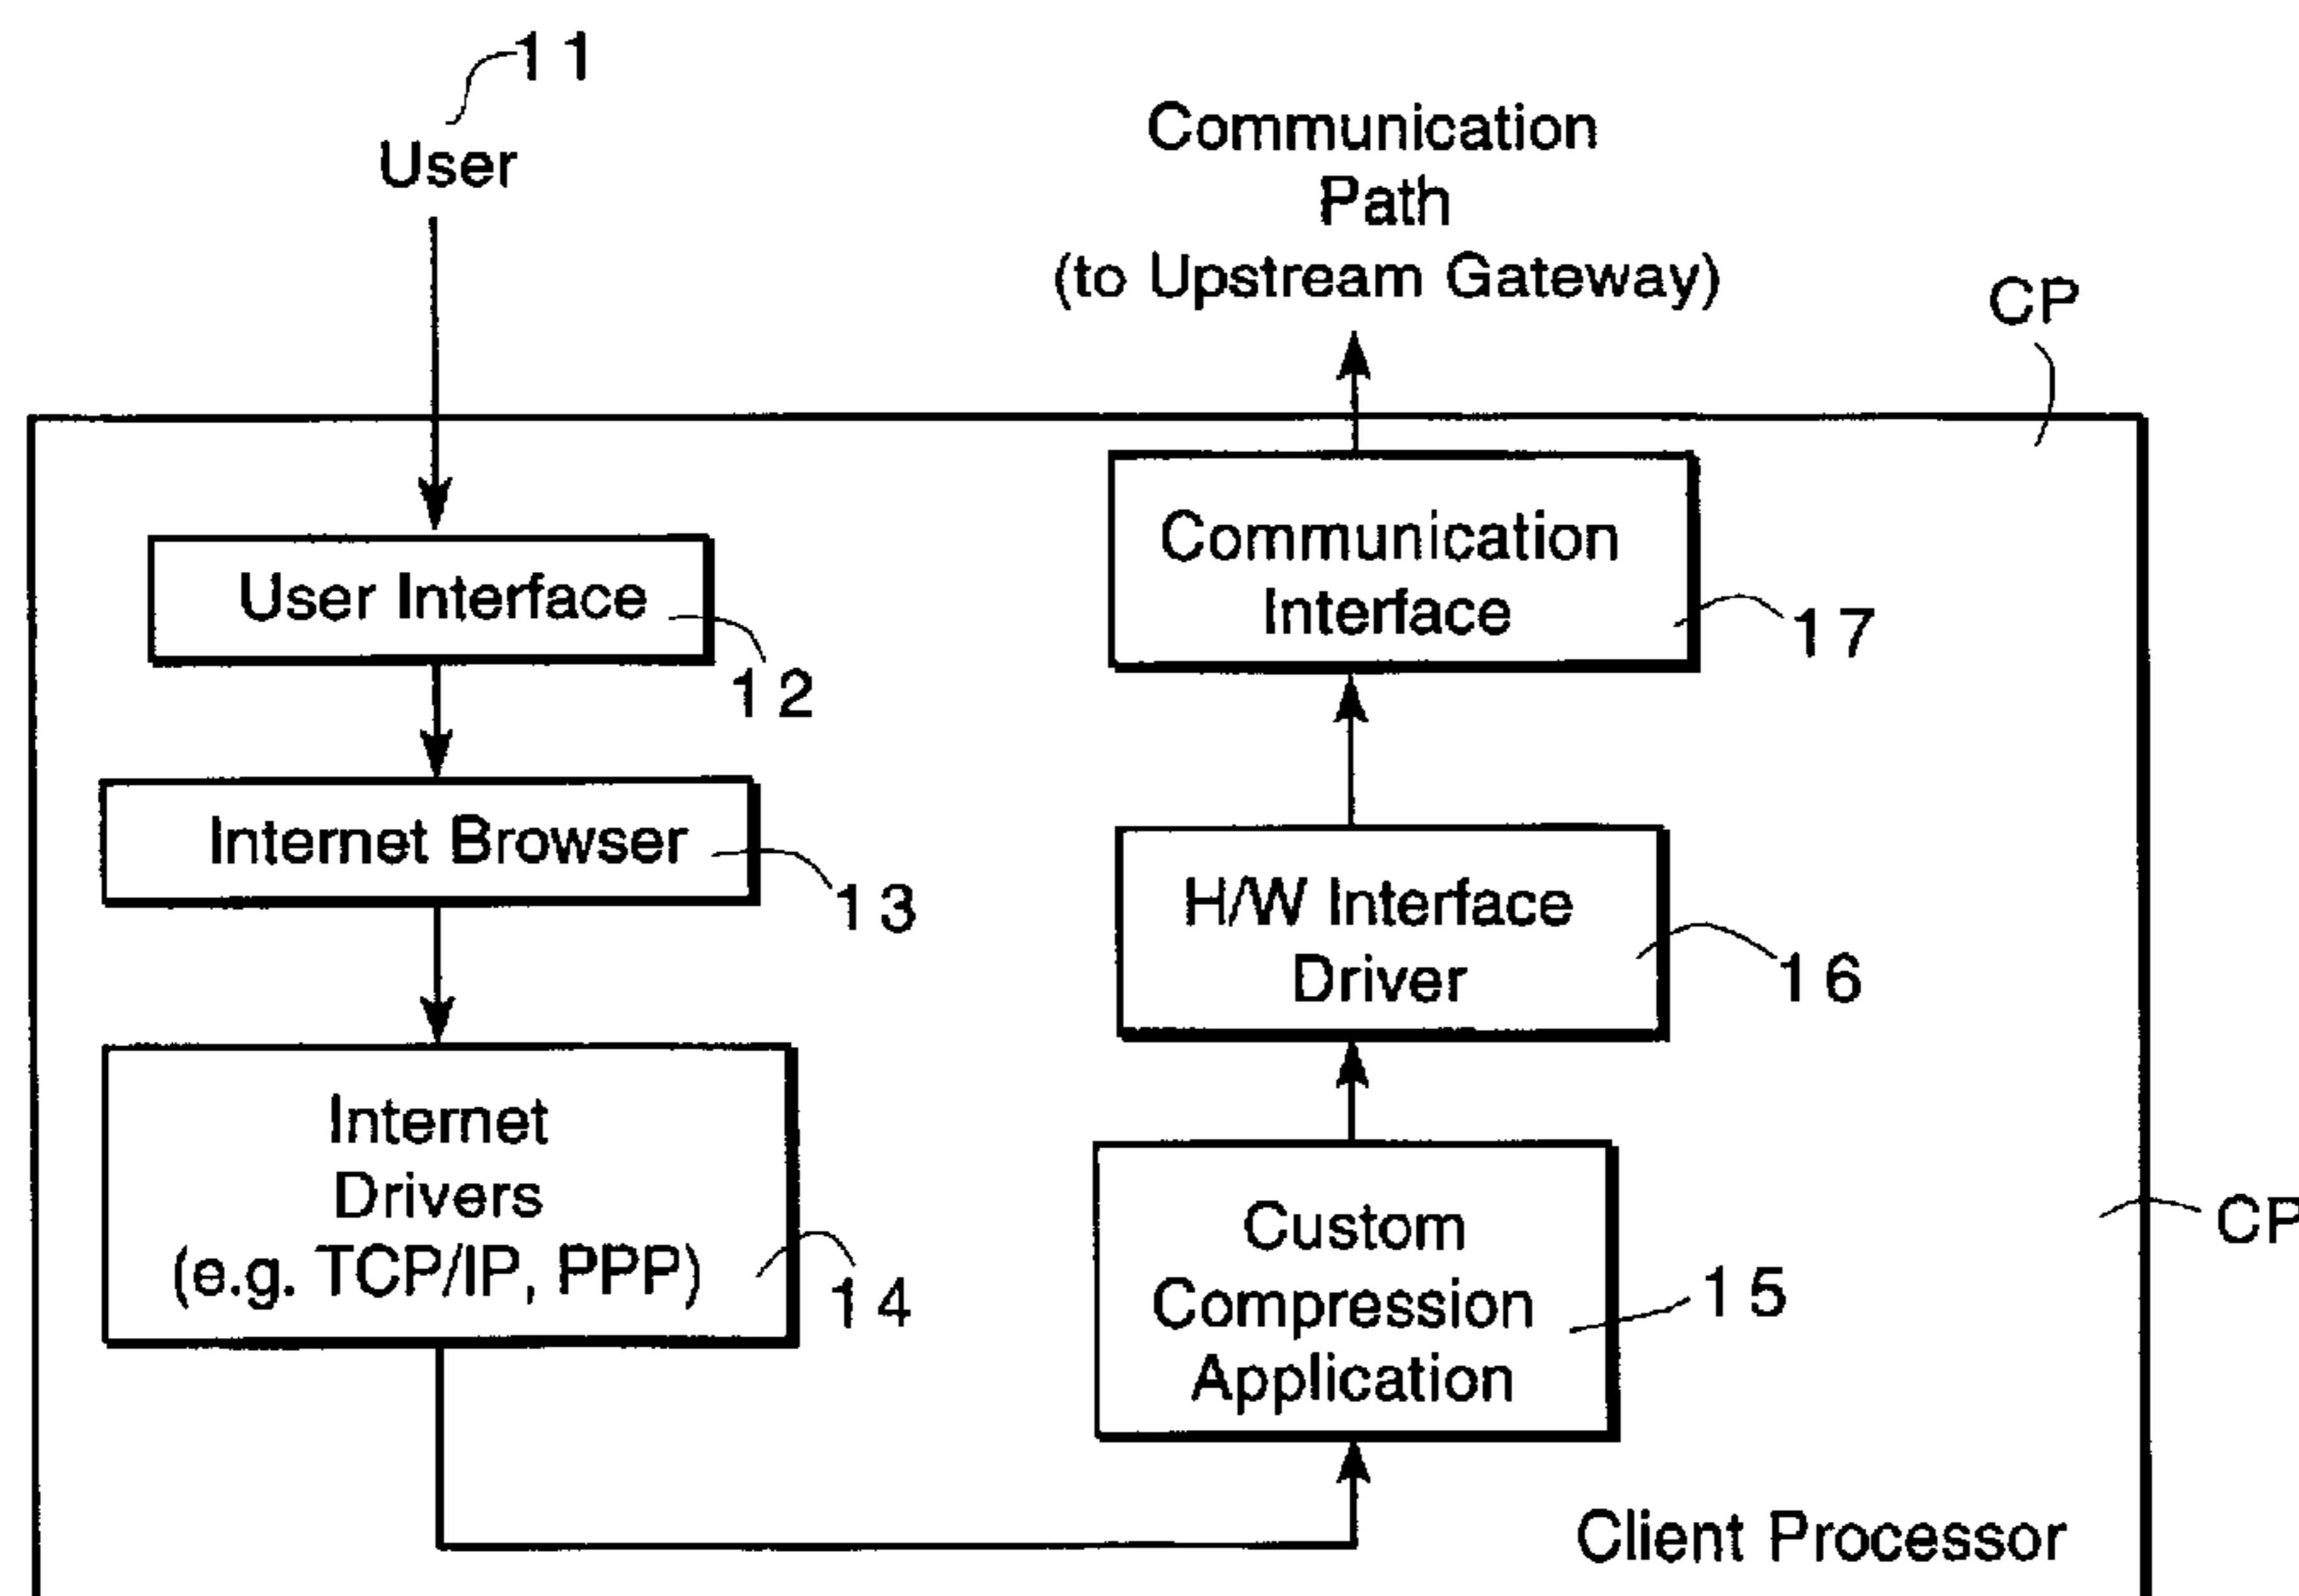 11
User
Communication
Path
(to Upstream Gateway)
CP
User Interface
12
Internet Browser
13
Internet
Drivers
(e.g. TCP/IP, PPP)
14
Communication
Interface
17
H/W Interface
Driver
16
Custom
Compression
Application
15
CP
Client Processor